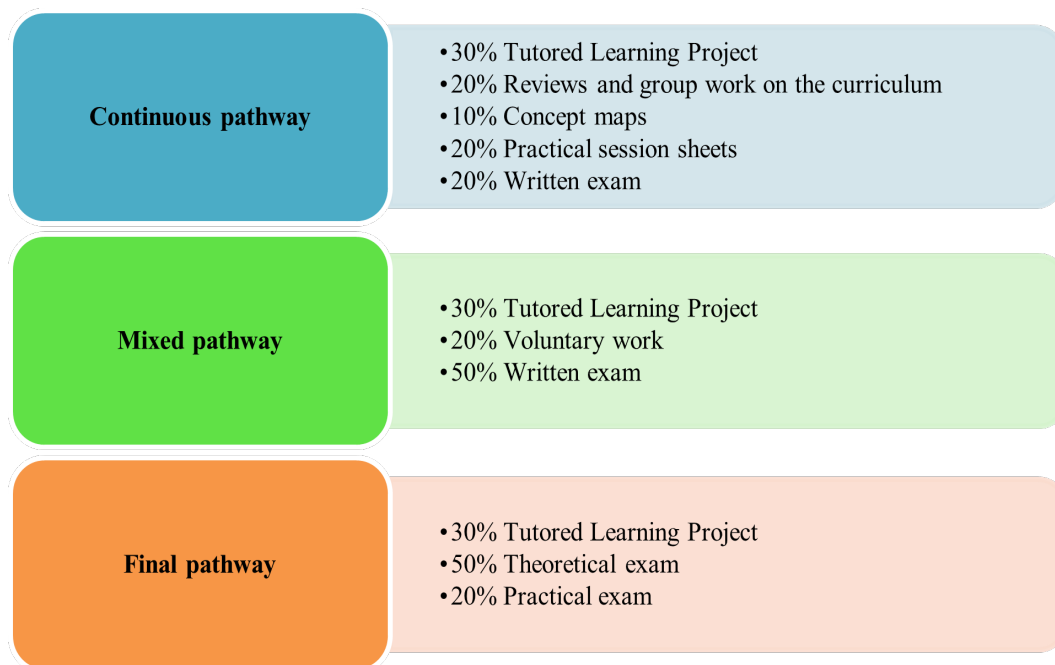 Continuous pathway
•30% Tutored Learning Project
•20% Reviews and group work on the curriculum
•10% Concept maps
•20% Practical session sheets
•20% Written exam
Mixed pathway
•30% Tutored Learning Project
•20% Voluntary work
•50% Written exam
Final pathway
•30% Tutored Learning Project
•50% Theoretical exam
•20% Practical exam